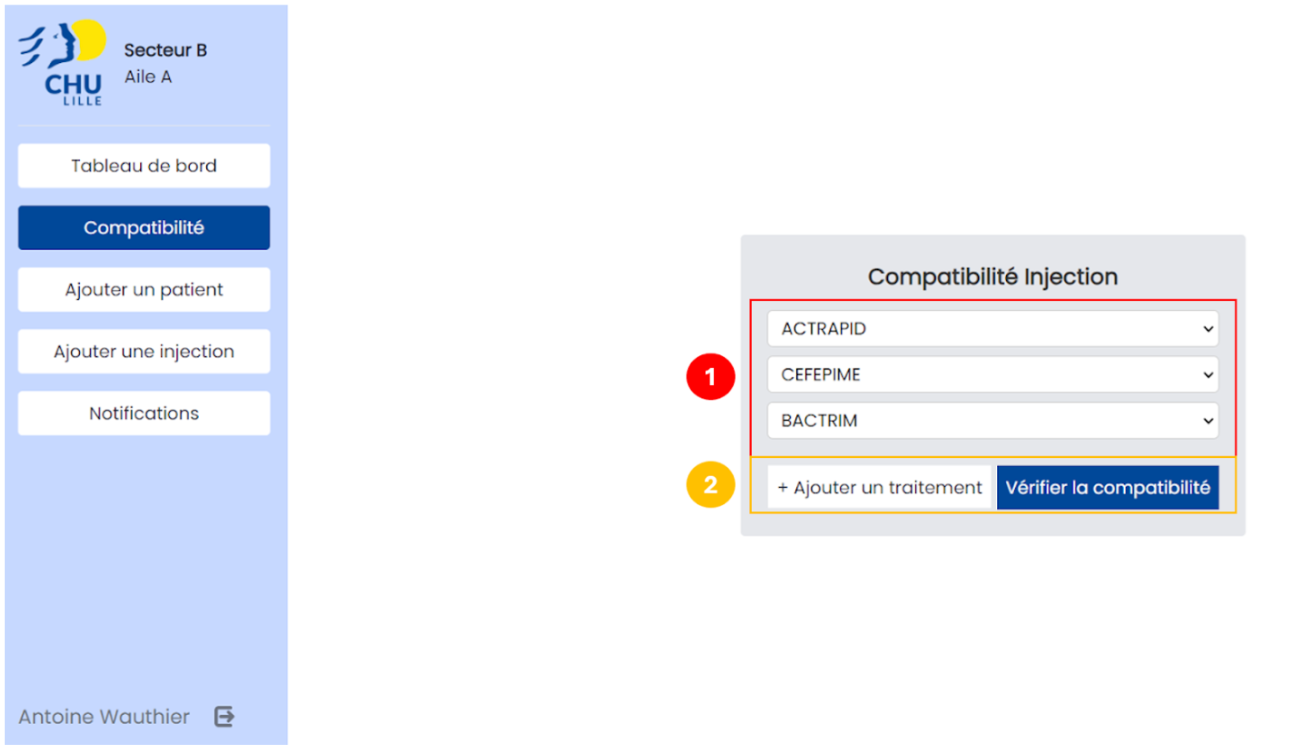 CHU
LILLE
Secteur B
Aile A
Tableau de bord
Compatibilité
Ajouter un patient
Ajouter une injection
Notifications
Antoine Wauthier
Compatibilité Injection
1
ACTRAPID
CEFEPIME
BACTRIM
2
+ Ajouter un traitement
Vérifier la compatibilité